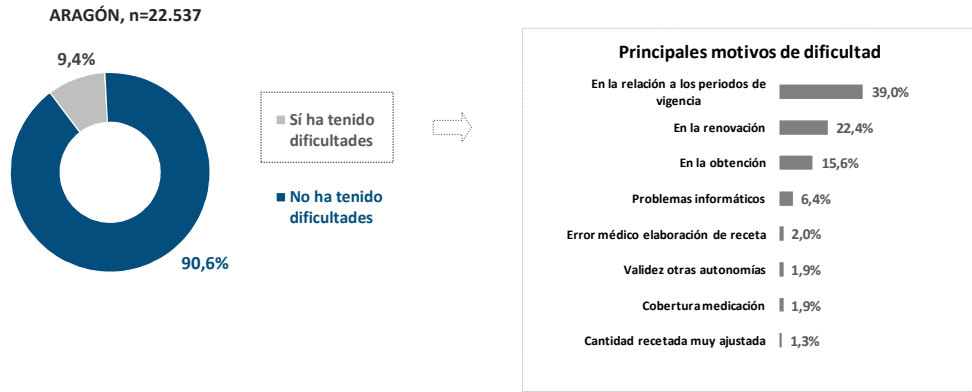 ARAGÓN, n=22.537
9,4%
90,6%
Sí ha tenido
dificultades
No ha tenido
dificultades
Principales motivos de dificultad
En la relación a los periodos de
vigencia
39,0%
En la renovación
22,4%
En la obtención
15,6%
Problemas informáticos
6,4%
Error médico elaboración de receta
2,0%
Validez otras autonomías
1,9%
Cobertura medicación
1,9%
Cantidad recetada muy ajustada
1,3%